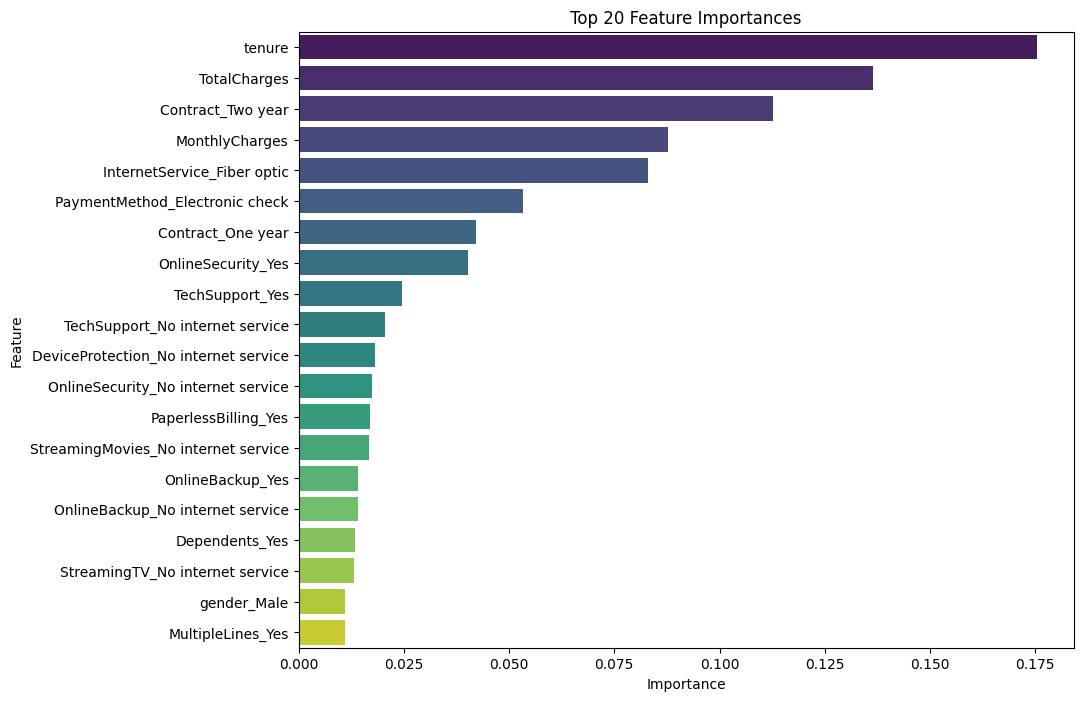 Top 20 Feature Importances
tenure
TotalCharges
Contract_Two year
MonthlyCharges
InternetService_Fiber optic
PaymentMethod_Electronic check
Contract_One year
OnlineSecurity_Yes
TechSupport_Yes
TechSupport_No internet service
DeviceProtection_No internet service
OnlineSecurity_No internet service
PaperlessBilling_Yes
StreamingMovies_No internet service
OnlineBackup_Yes
OnlineBackup_No internet service
Dependents_Yes
StreamingTV_No internet service
gender_Male
MultipleLines_Yes
Feature
0.000 0.025 0.050 0.075 0.100 0.125 0.150 0.175
Importance